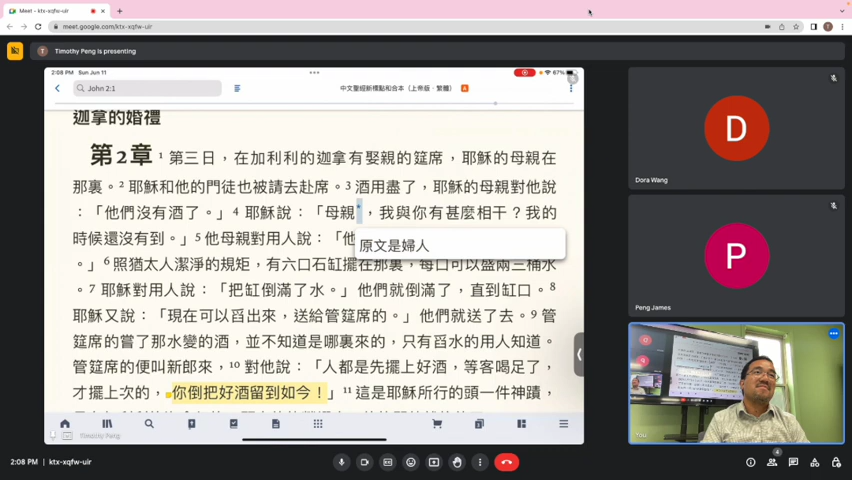 Meet - ktx-xqfw-uir
meet.google.com/ktx-xqfw-uir
T
T
Timothy Peng is presenting
2:08 PM Sun Jun 11
67%
John 2:1
中文聖經新標點和合本（上帝版．繁體）
A
迦拿的婚禮
第2章 1 第三日，在加利利的迦拿有娶親的筵席，耶穌的母親在
那裏。2 耶穌和他的門徒也被請去赴席。3 酒用盡了，耶穌的母親對他說
：「他們沒有酒了。」4 耶穌說：「母親*，我與你有甚麼相干？我的
時候還沒有到。」5 他母親對用人說：「他
原文是婦人
。」6 照猶太人潔淨的規矩，有六口石缸擺在那裏，每口可以盛兩三桶水
。7 耶穌對用人說：「把缸倒滿了水。」他們就倒滿了，直到缸口。8
耶穌又說：「現在可以舀出來，送給管筵席的。」他們就送了去。9 管
筵席的嘗了那水變的酒，並不知道是哪裏來的，只有舀水的用人知道。
管筵席的便叫新郎來，10 對他說：「人都是先擺上好酒，等客喝足了，
才擺上次的，你倒把好酒留到如今！」11 這是耶穌所行的頭一件神蹟，
Timothy Peng
D
Dora Wang
P
Peng James
You
2:08 PM
ktx-xqfw-uir
4